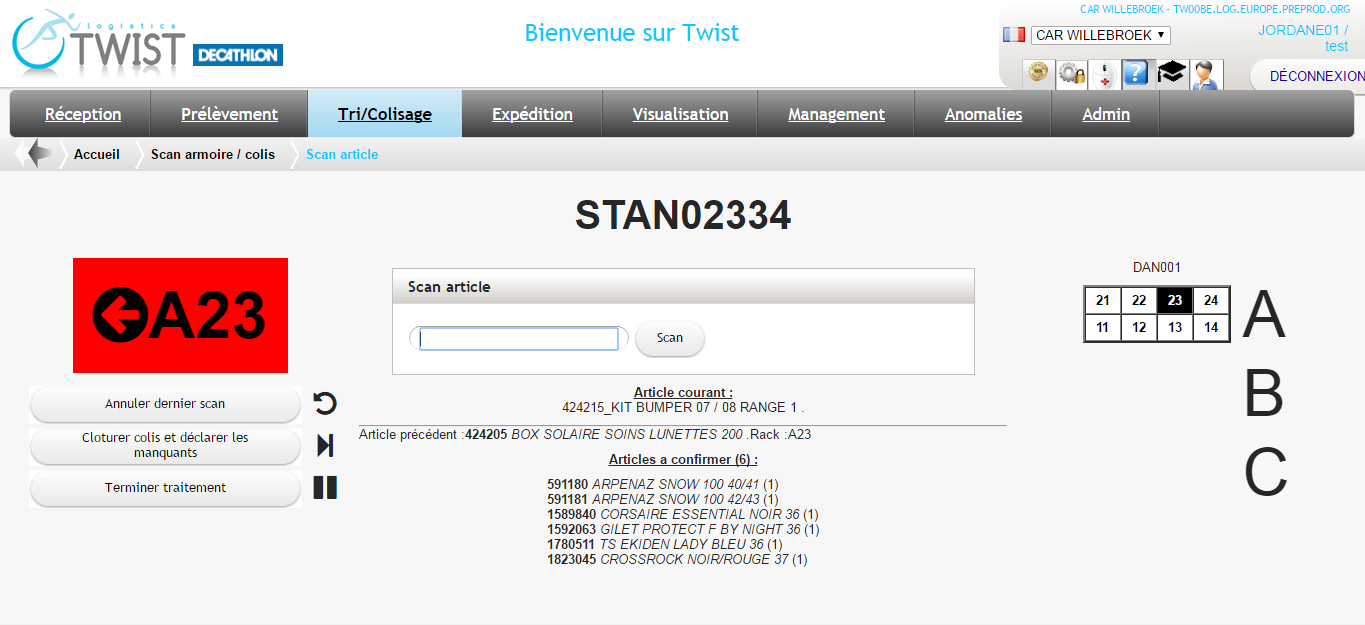 logistics
TWIST
DECATHLON
Bienvenue sur Twist
CAR WILLEBROEK - TW00BE.LOG.EUROPE.PREPROD.ORG
CAR WILLEBROEK
JORDANE01 /
test
DÉCONNEXION
Réception
Prélèvement
Tri/Colisage
Expédition
Visualisation
Management
Anomalies
Admin
Accueil
Scan armoire / colis
Scan article
STAN02334
A23
Annuler dernier scan
Cloturer colis et déclarer les
manquants
Terminer traitement
Scan article
Scan
Article courant :
424215_KIT BUMPER 07 / 08 RANGE 1 .
Article précédent :424205 BOX SOLAIRE SOINS LUNETTES 200 .Rack :A23
Articles a confirmer (6) :
591180 ARPENAZ SNOW 100 40/41 (1)
591181 ARPENAZ SNOW 100 42/43 (1)
1589840 CORSAIRE ESSENTIAL NOIR 36 (1)
1592063 GILET PROTECT F BY NIGHT 36 (1)
1780511 TS EKIDEN LADY BLEU 36 (1)
1823045 CROSSROCK NOIR/ROUGE 37 (1)
DAN001
21 22 23 24
11 12 13 14
A
B
C